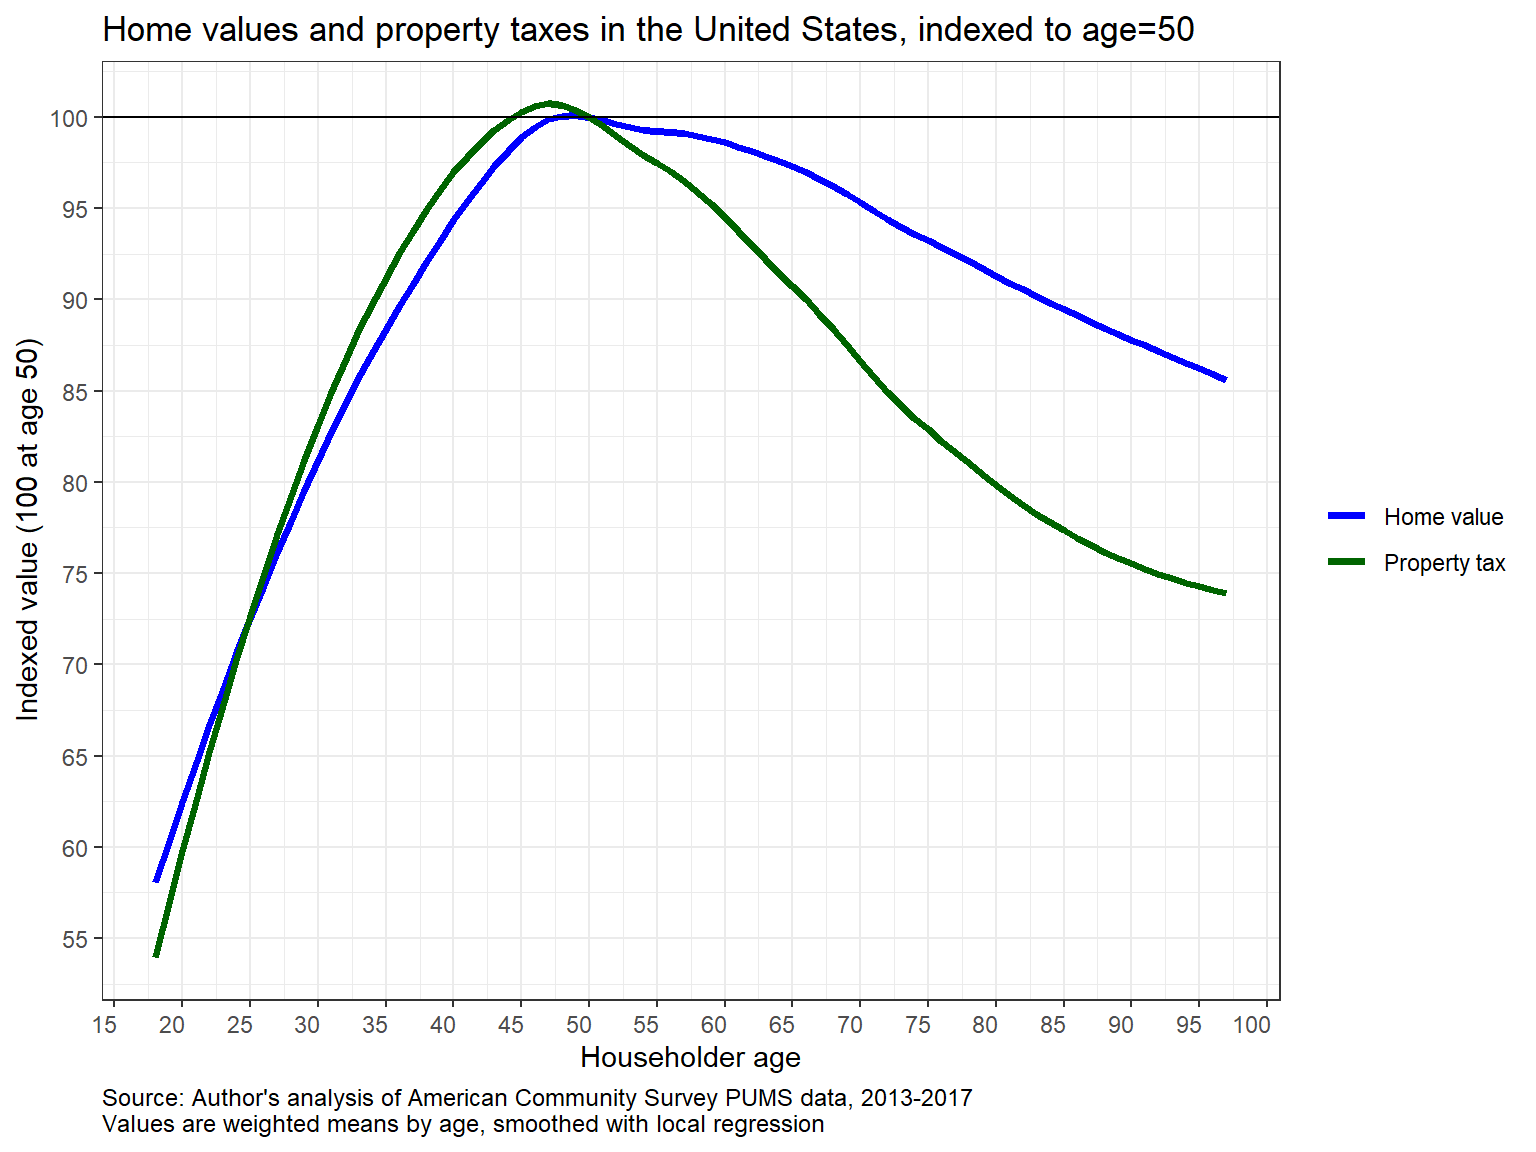 Home values and property taxes in the United States, indexed to age=50
Indexed value (100 at age 50)
100
95
90
85
80
75
70
65
60
55
Home value
Property tax
15 20 25 30 35 40 45 50 55 60 65 70 75 80 85 90 95 100
Householder age
Source: Author's analysis of American Community Survey PUMS data, 2013-2017
Values are weighted means by age, smoothed with local regression